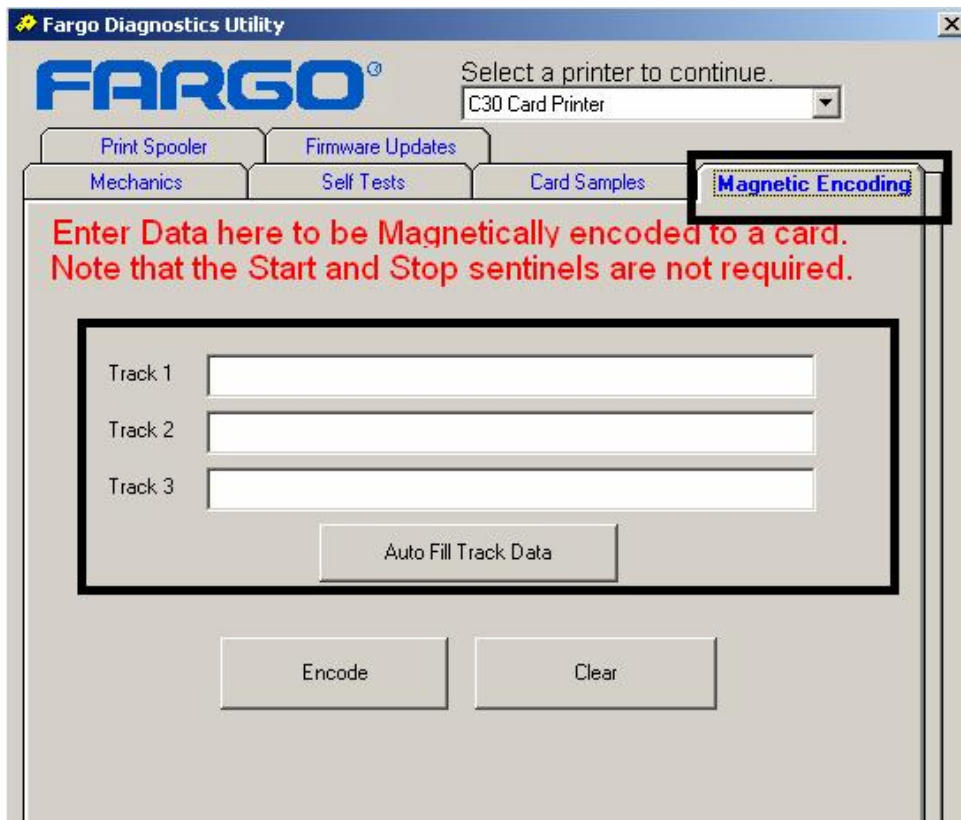 Fargo Diagnostics Utility
FARGO®
Select a printer to continue.
C30 Card Printer
Print Spooler
Firmware Updates
Mechanics
Self Tests
Card Samples
Magnetic Encoding
Enter Data here to be Magnetically encoded to a card.
Note that the Start and Stop sentinels are not required.
Track 1
Track 2
Track 3
Auto Fill Track Data
Encode
Clear